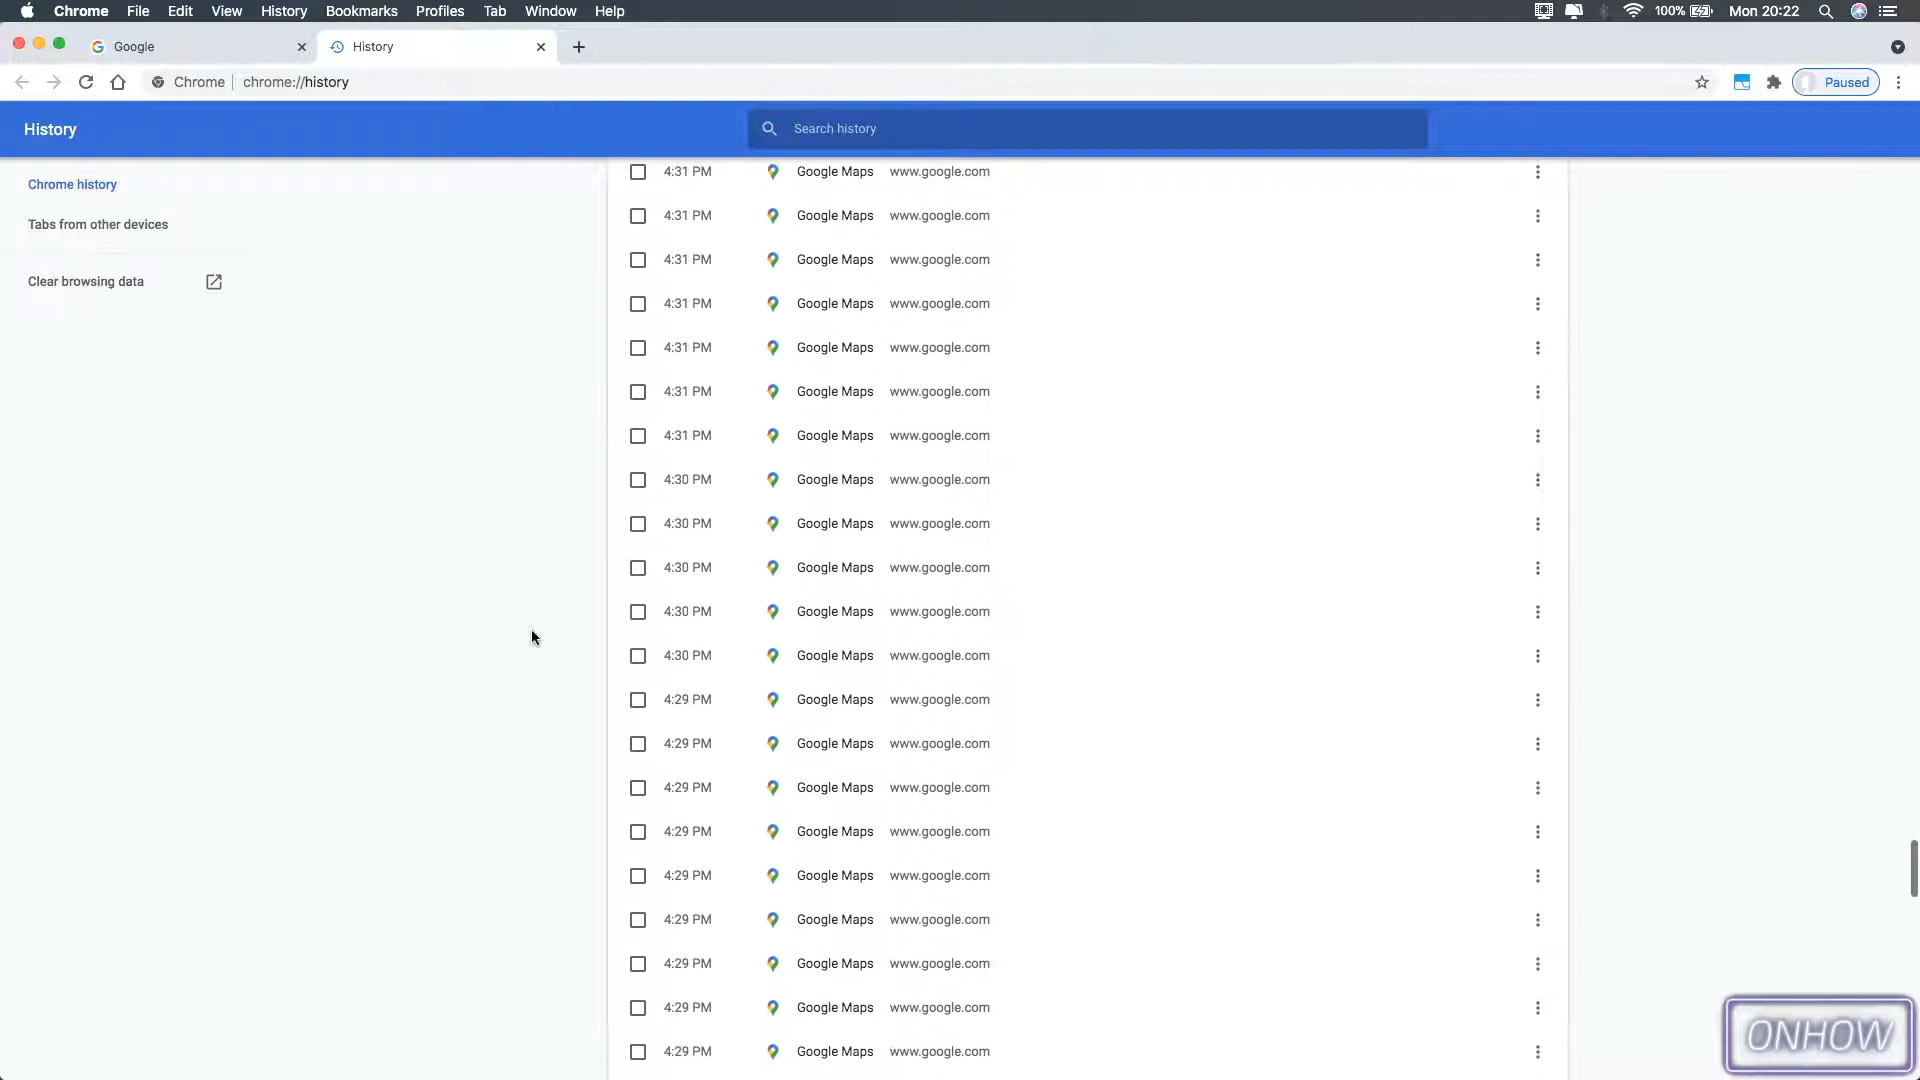 Chrome File Edit View History Bookmarks Profiles Tab Window Help 100% Mon 20:22
Google History
Chrome chrome://history Paused
History Search history
Chrome history
Tabs from other devices
Clear browsing data
4:31 PM Google Maps www.google.com
4:31 PM Google Maps www.google.com
4:31 PM Google Maps www.google.com
4:31 PM Google Maps www.google.com
4:31 PM Google Maps www.google.com
4:31 PM Google Maps www.google.com
4:31 PM Google Maps www.google.com
4:30 PM Google Maps www.google.com
4:30 PM Google Maps www.google.com
4:30 PM Google Maps www.google.com
4:30 PM Google Maps www.google.com
4:30 PM Google Maps www.google.com
4:29 PM Google Maps www.google.com
4:29 PM Google Maps www.google.com
4:29 PM Google Maps www.google.com
4:29 PM Google Maps www.google.com
4:29 PM Google Maps www.google.com
4:29 PM Google Maps www.google.com
4:29 PM Google Maps www.google.com
4:29 PM Google Maps www.google.com
4:29 PM Google Maps www.google.com
ONHOW